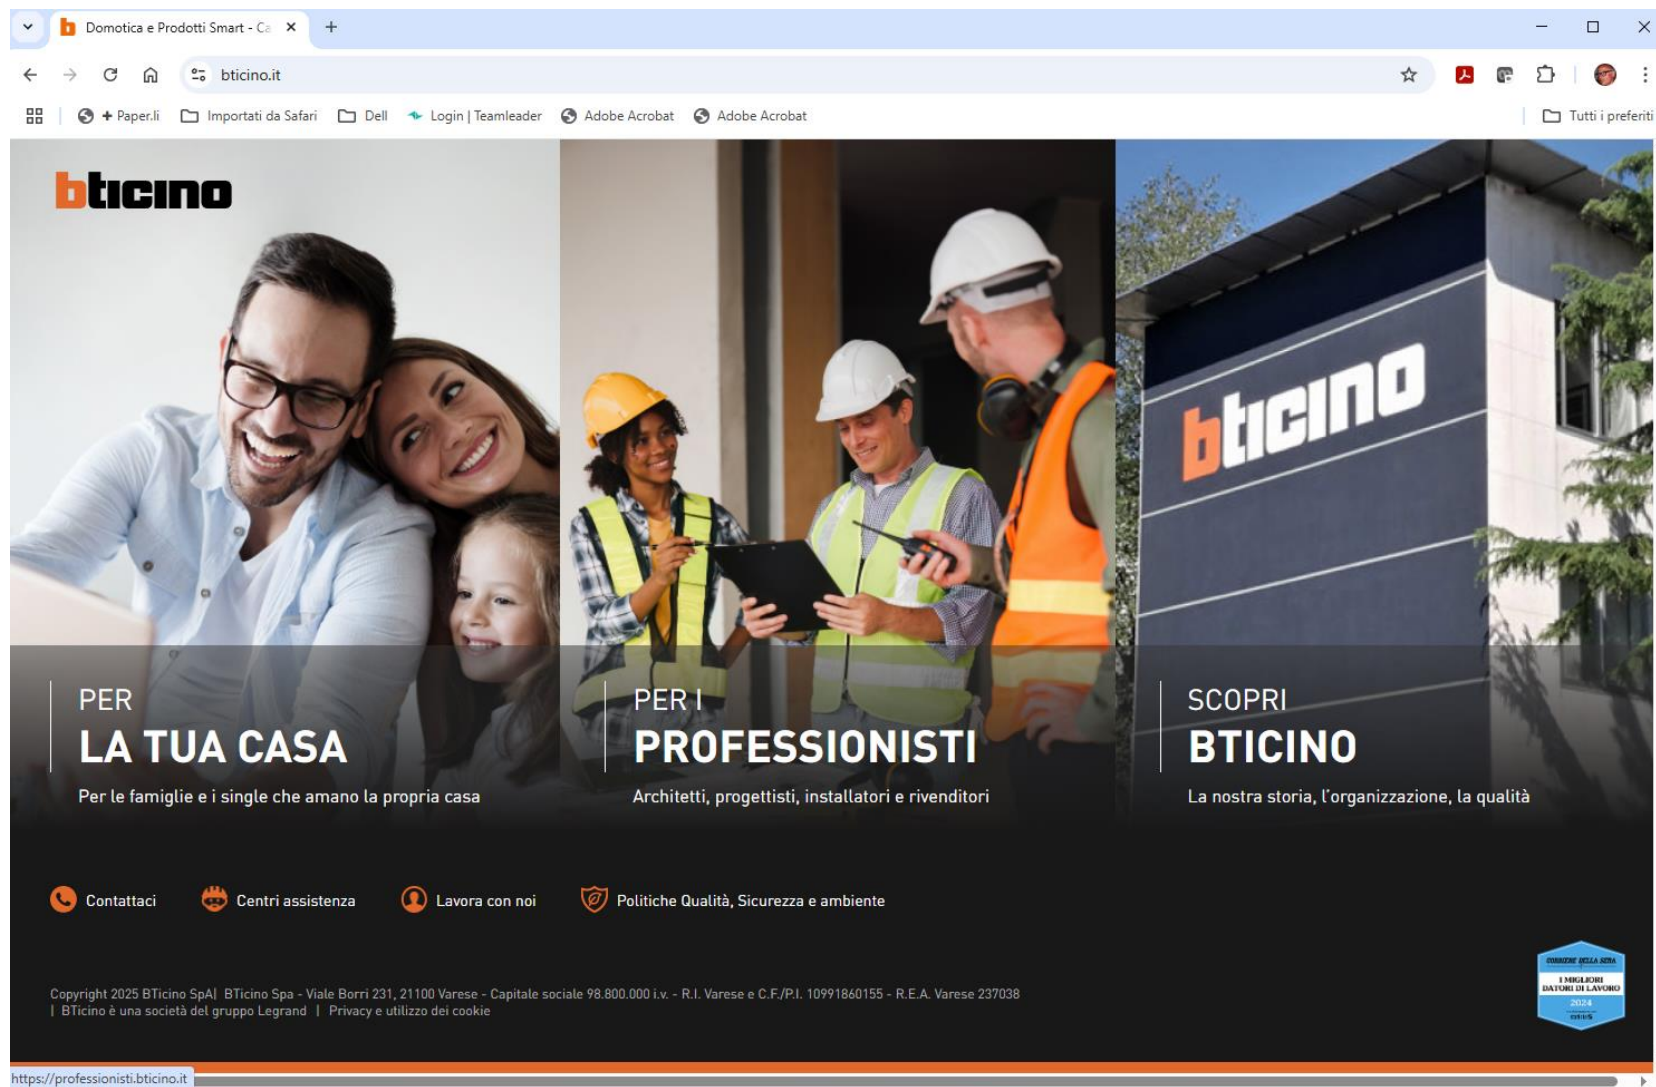 Domotica e Prodotti Smart - Ca
bticino.it
+ Paper.li
Importati da Safari
Dell
Login | Teamleader
Adobe Acrobat
Adobe Acrobat
Tutti i preferiti
bticino
bticino
PER
LA TUA CASA
Per le famiglie e i single che amano la propria casa
PER I
PROFESSIONISTI
Architetti, progettisti, installatori e rivenditori
SCOPRI
BTICINO
La nostra storia, l'organizzazione, la qualità
Contattaci
Centri assistenza
Lavora con noi
Politiche Qualità, Sicurezza e ambiente
CORRIERE DELLA SERA
I MIGLIORI
DATORI DI LAVORO
2024
Copyright 2025 BTicino SpA| BTicino Spa - Viale Borri 231, 21100 Varese - Capitale sociale 98.800.000 i.v. - R.I. Varese e C.F./P.I. 10991860155 - R.E.A. Varese 237038
| BTicino è una società del gruppo Legrand | Privacy e utilizzo dei cookie
https://professionisti.bticino.it